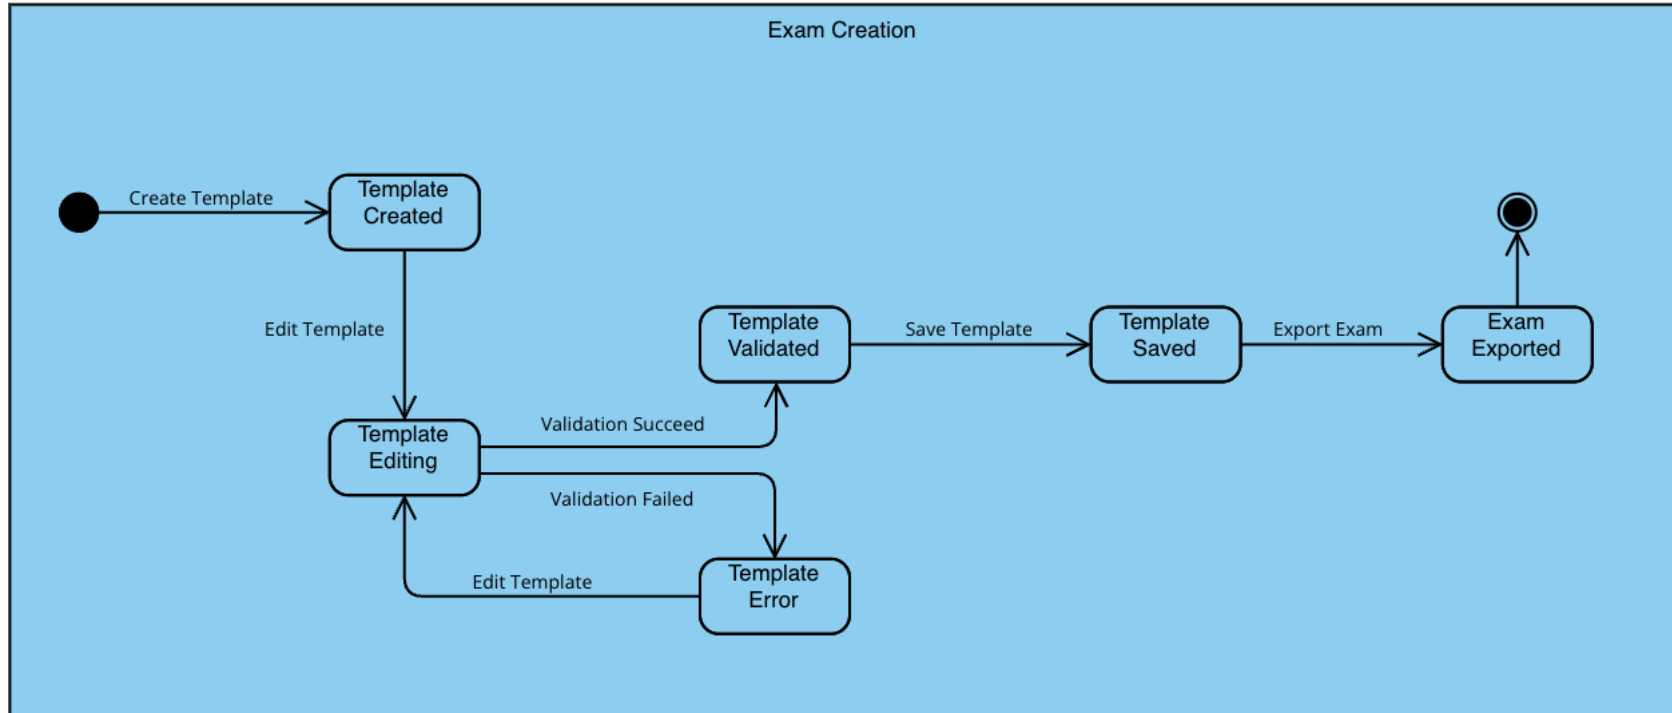 Exam Creation
Create Template
Template
Created
Edit Template
Template
Validated
Save Template
Template
Saved
Export Exam
Exam
Exported
Template
Editing
Validation Succeed
Validation Failed
Edit Template
Template
Error